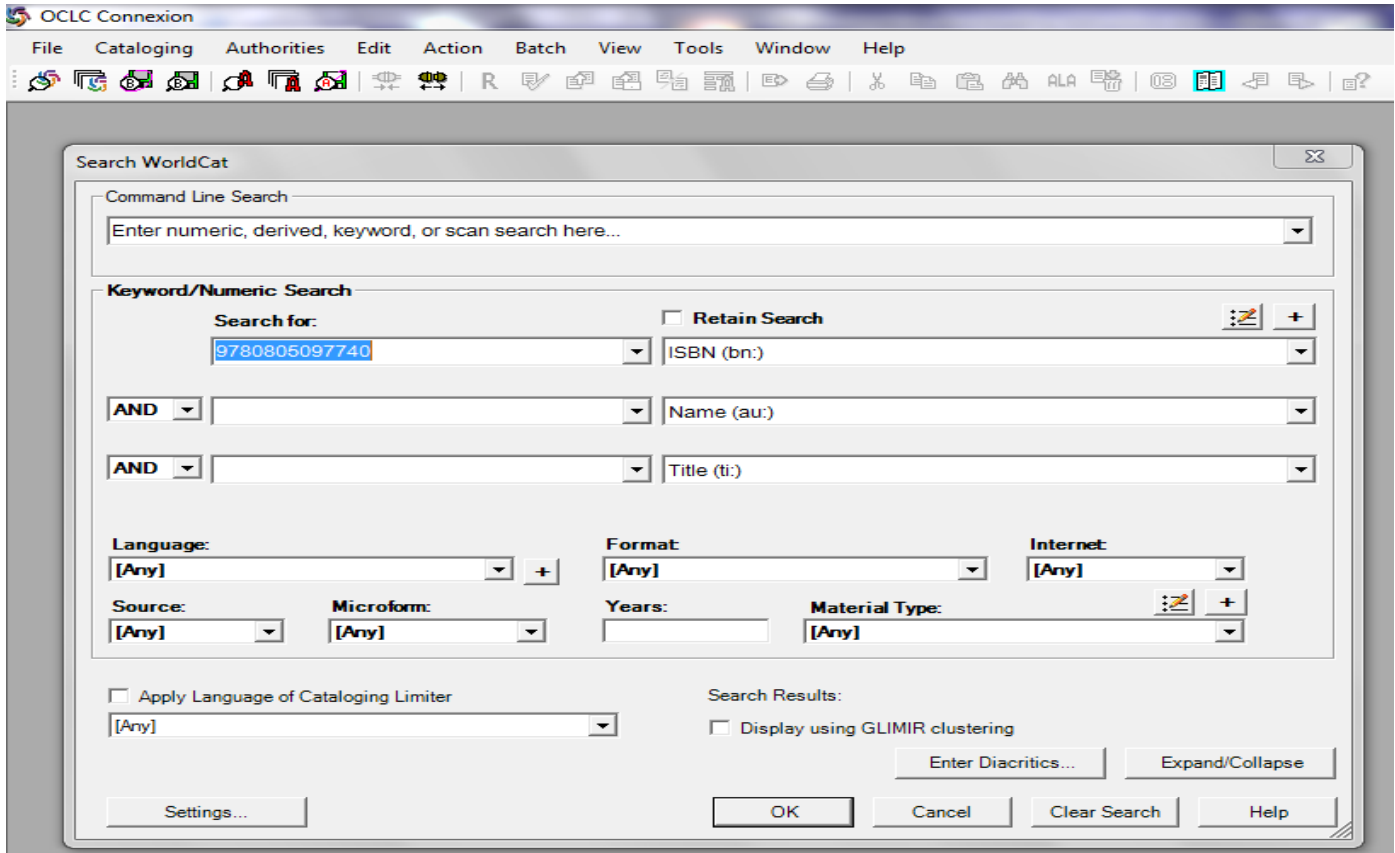 OCLC Connexion
File Cataloging Authorities Edit Action Batch View Tools Window Help
R ALA 03
Search WorldCat
Command Line Search
Enter numeric, derived, keyword, or scan search here...
Keyword/Numeric Search
Search for: Retain Search +
9780805097740 ISBN (bn:)
AND Name (au:)
AND Title (ti:)
Language: Format: Internet:
[Any] + [Any] [Any]
Source: Microform: Years: Material Type: +
[Any] [Any] [Any]
Apply Language of Cataloging Limiter Search Results:
[Any] Display using GLIMIR clustering
Enter Diacritics... Expand/Collapse
Settings... OK Cancel Clear Search Help